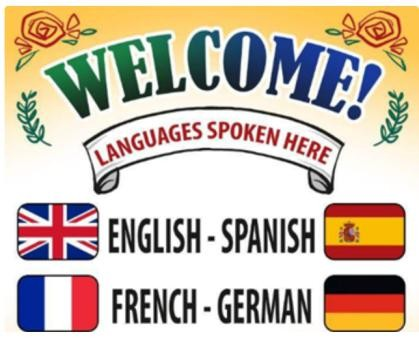 WELCOME!
LANGUAGES SPOKEN HERE
ENGLISH - SPANISH
FRENCH - GERMAN